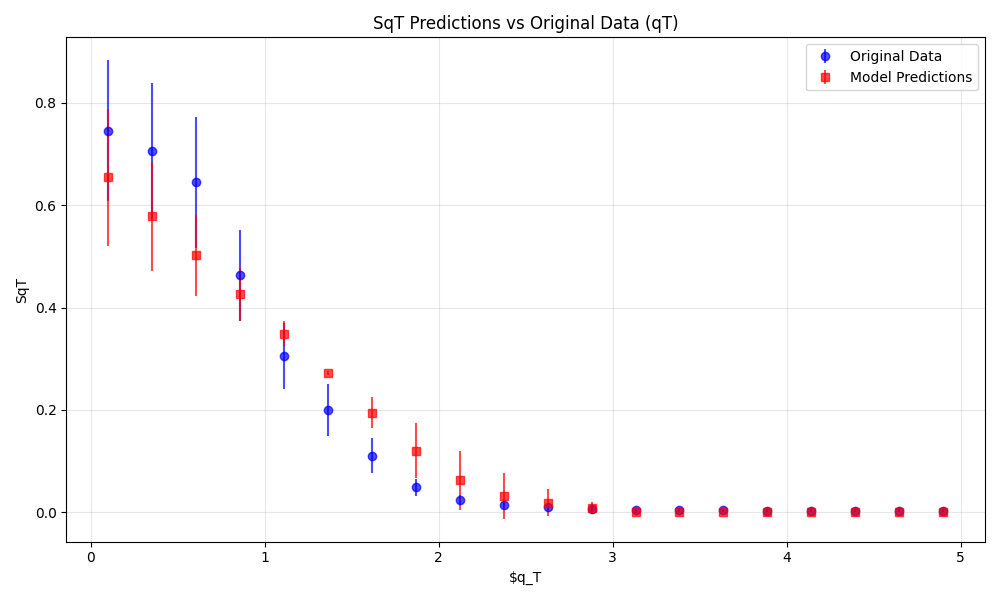 SqT Predictions vs Original Data (qT)
Original Data
Model Predictions
SqT
0.8
0.6
0.4
0.2
0.0
0 1 2 3 4 5
$q_T